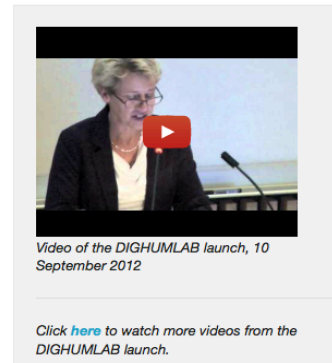 Video of the DIGHUMLAB launch, 10
September 2012
Click here to watch more videos from the
DIGHUMLAB launch.